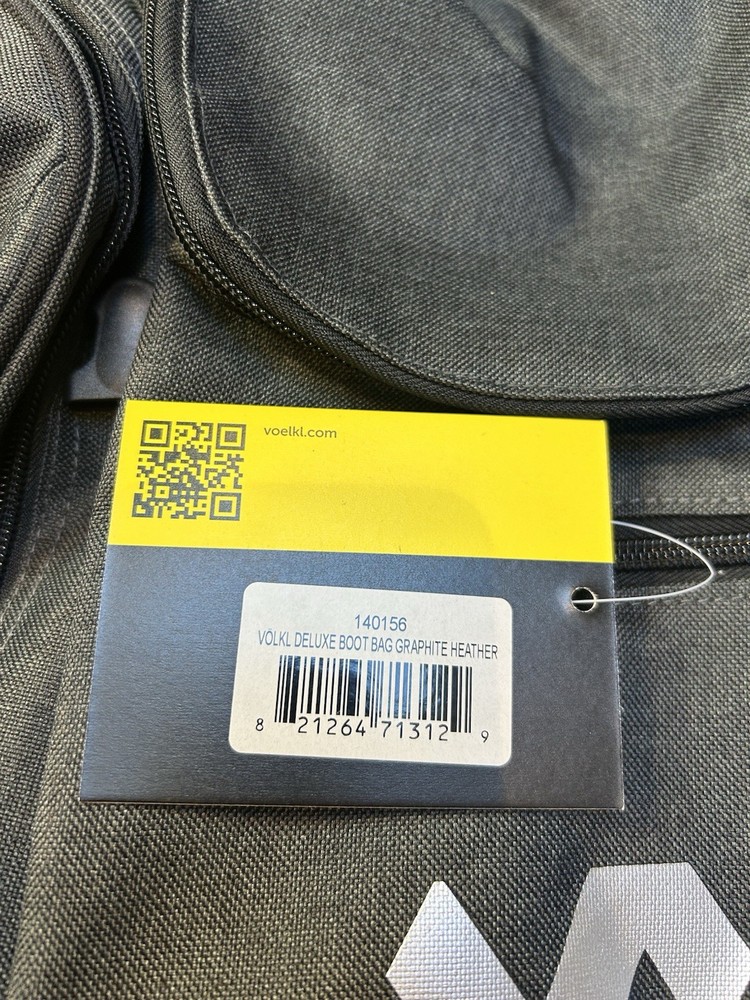 voelkl.com
140156
VÖLKL DELUXE BOOT BAG GRAPHITE HEATHER
8 21264 71312 9